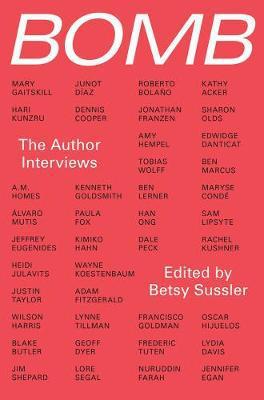 BOMB
MARY GAITSKILL
JUNOT DÍAZ
ROBERTO BOLAÑO
KATHY ACKER
HARI KUNZRU
DENNIS COOPER
JONATHAN FRANZEN
SHARON OLDS
The Author Interviews
AMY HEMPEL
EDWIDGE DANTICAT
TOBIAS WOLFF
BEN MARCUS
A.M. HOMES
KENNETH GOLDSMITH
BEN LERNER
MARYSE CONDÉ
ÁLVARO MUTIS
PAULA FOX
HAN ONG
SAM LIPSYTE
JEFFREY EUGENIDES
KIMIKO HAHN
DALE PECK
RACHEL KUSHNER
HEIDI JULAVITS
WAYNE KOESTENBAUM
Edited by Betsy Sussler
JUSTIN TAYLOR
ADAM FITZGERALD
WILSON HARRIS
LYNNE TILLMAN
FRANCISCO GOLDMAN
OSCAR HIJUELOS
BLAKE BUTLER
GEOFF DYER
FREDERIC TUTEN
LYDIA DAVIS
JIM SHEPARD
LORE SEGAL
NURUDDIN FARAH
JENNIFER EGAN